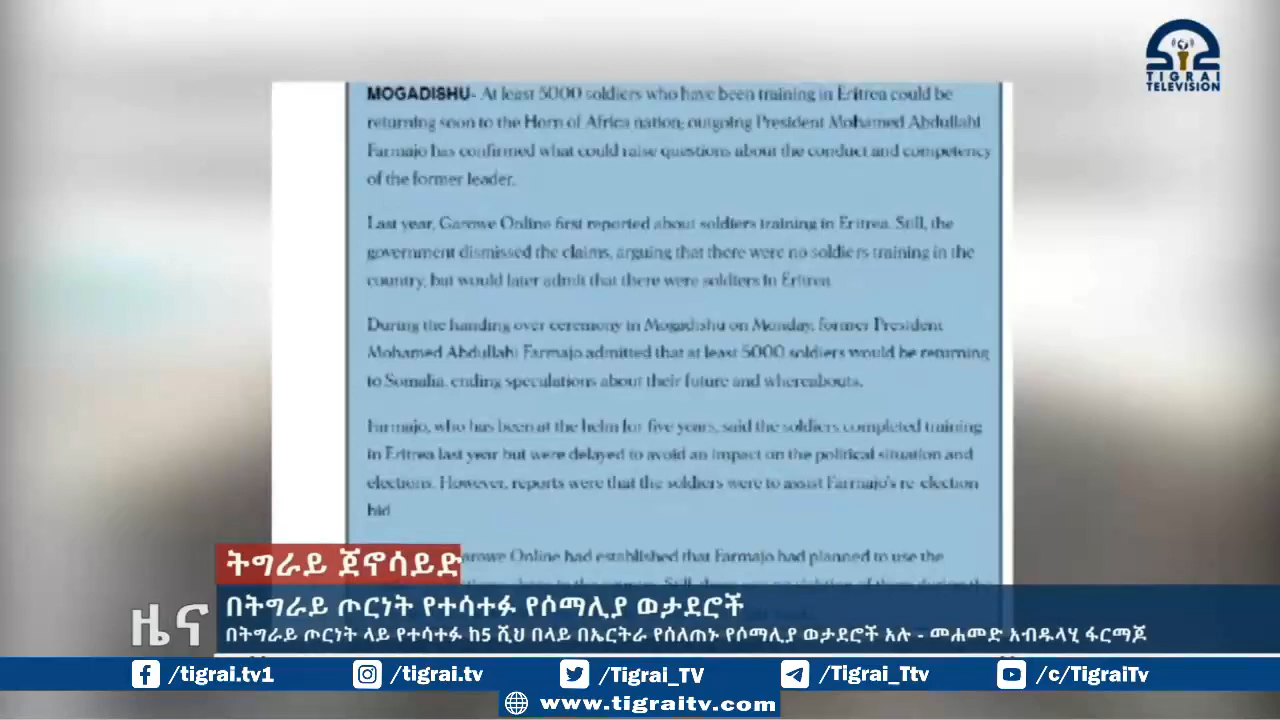 TIGRAI
TELEVISION
MOGADISHU- At least 5000 soldiers who have been training in Eritrea could be
returning soon to the Horn of Africa nation; outgoing President Mohamed Abdullahi
Farmajo has confirmed what could raise questions about the conduct and competency
of the former leader.
Last year, Garowe Online first reported about soldiers training in Eritrea. Still, the
government dismissed the claims, arguing that there were no soldiers training in the
country, but would later admit that there were soldiers in Eritrea.
During the handing over ceremony in Mogadishu on Monday, former President
Mohamed Abdullahi Farmajo admitted that at least 5000 soldiers would be returning
to Somalia, ending speculations about their future and whereabouts.
Farmajo, who has been at the helm for five years, said the soldiers completed training
in Eritrea last year but were delayed to avoid an impact on the political situation and
elections. However, reports were that the soldiers were to assist Farmajo's re-election
bid
Online had established that Farmajo had planned to use the
ትግራይ ጀኖሳይድ
ዜና
በትግራይ ጦርነት የተሳተፉ የሶማሊያ ወታደሮች
በትግራይ ጦርነት ላይ የተሳተፉ ከ5 ሺህ በላይ በኤርትራ የሰለጠኑ የሶማሊያ ወታደሮች አሉ - መሐመድ አብዱላሂ ፋርማጆ
/tigrai.tv1
/tigrai.tv
/Tigrai_TV
/Tigrai_Ttv
/c/TigraiTv
www.tigraitv.com